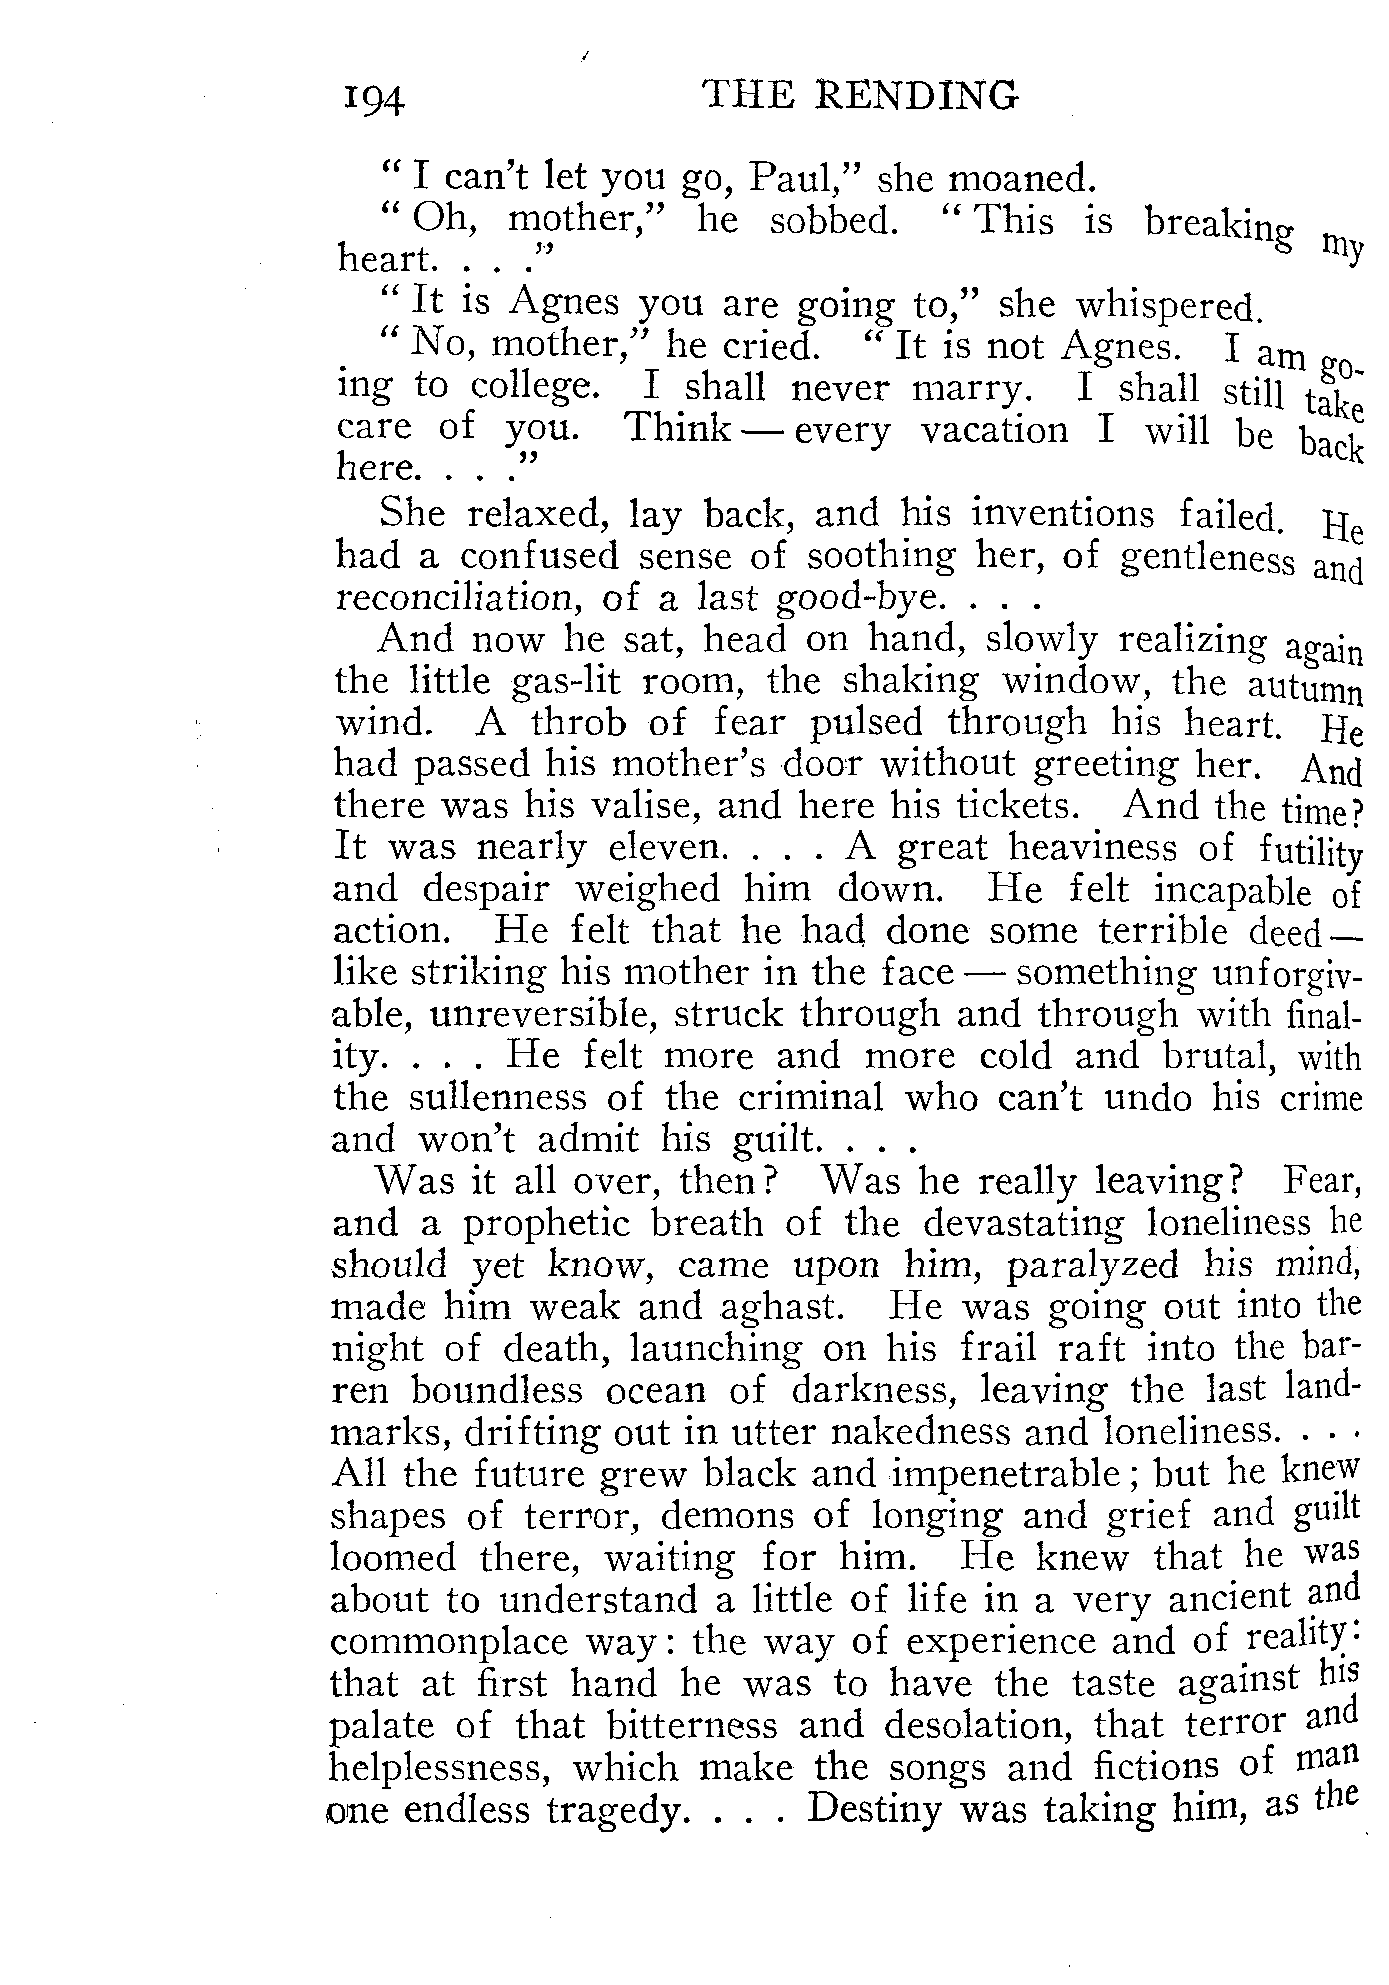 194 THE RENDING
“ I can’t let you go, Paul,” she moaned.
“ Oh, mother,” he sobbed. “ This is breaking my
heart. . . .”
“ It is Agnes you are going to,” she whispered.
“ No, mother,” he cried. “ It is not Agnes. I am go-
ing to college. I shall never marry. I shall still take
care of you. Think — every vacation I will be back
here. . . .”
She relaxed, lay back, and his inventions failed. He
had a confused sense of soothing her, of gentleness and
reconciliation, of a last good-bye. . . .
And now he sat, head on hand, slowly realizing again
the little gas-lit room, the shaking window, the autumn
wind. A throb of fear pulsed through his heart. He
had passed his mother’s door without greeting her. And
there was his valise, and here his tickets. And the time?
It was nearly eleven. . . . A great heaviness of futility
and despair weighed him down. He felt incapable of
action. He felt that he had done some terrible deed —
like striking his mother in the face — something unforgiv-
able, unreversible, struck through and through with final-
ity. . . . He felt more and more cold and brutal, with
the sullenness of the criminal who can’t undo his crime
and won’t admit his guilt. . . .
Was it all over, then? Was he really leaving? Fear,
and a prophetic breath of the devastating loneliness he
should yet know, came upon him, paralyzed his mind,
made him weak and aghast. He was going out into the
night of death, launching on his frail raft into the bar-
ren boundless ocean of darkness, leaving the last land-
marks, drifting out in utter nakedness and loneliness. . . .
All the future grew black and impenetrable; but he knew
shapes of terror, demons of longing and grief and guilt
loomed there, waiting for him. He knew that he was
about to understand a little of life in a very ancient and
commonplace way: the way of experience and of reality:
that at first hand he was to have the taste against his
palate of that bitterness and desolation, that terror and
helplessness, which make the songs and fictions of man
one endless tragedy. . . . Destiny was taking him, as the